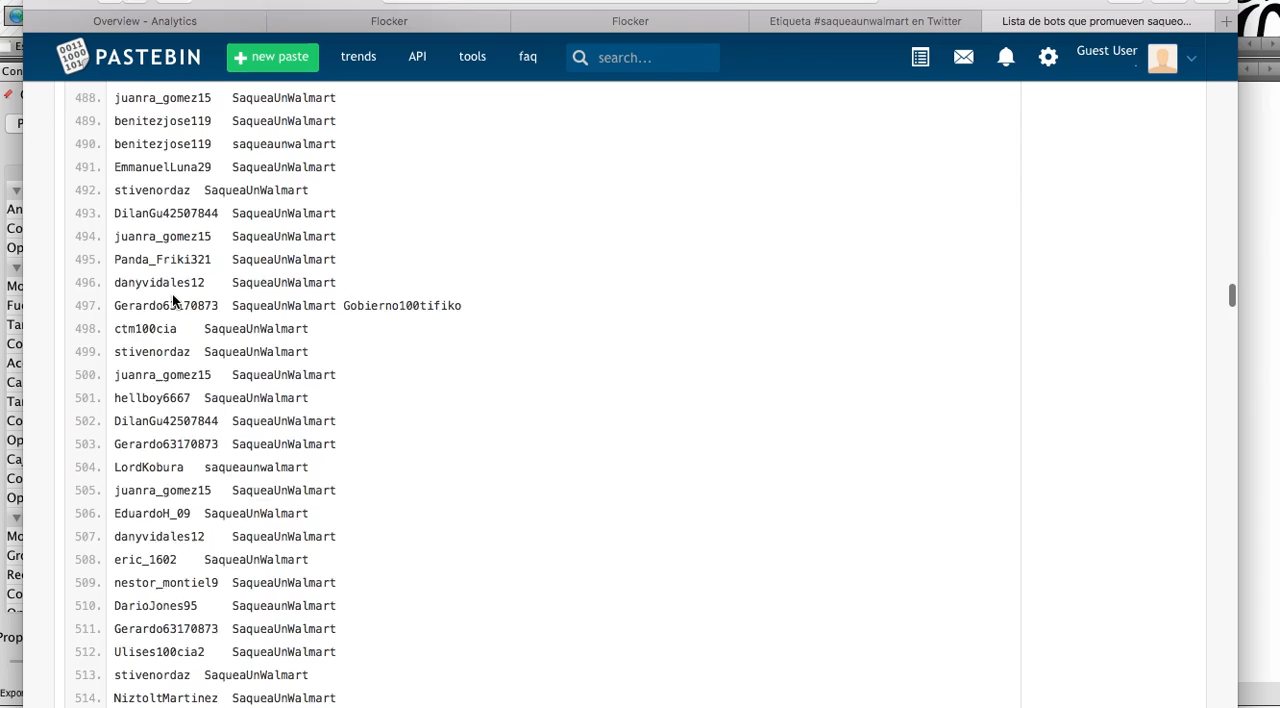 Overview - Analytics
Flocker
Flocker
Etiqueta #saqueaunwalmart en Twitter
Lista de bots que promueven saqueo...
0011
1000
101
PASTEBIN
+ new paste
trends
API
tools
faq
search...
Guest User
488. juanra_gomez15 SaqueaUnWalmart
489. benitezjose119 SaqueaUnWalmart
490. benitezjose119 saqueaunwalmart
491. EmmanuelLuna29 SaqueaUnWalmart
492. stivenordaz SaqueaUnWalmart
493. DilanGu42507844 SaqueaUnWalmart
494. juanra_gomez15 SaqueaUnWalmart
495. Panda_Friki321 SaqueaUnWalmart
496. danyvidales12 SaqueaUnWalmart
497. Gerardo63170873 SaqueaUnWalmart Gobierno100tifiko
498. ctm100cia SaqueaUnWalmart
499. stivenordaz SaqueaUnWalmart
500. juanra_gomez15 SaqueaUnWalmart
501. hellboy6667 SaqueaUnWalmart
502. DilanGu42507844 SaqueaUnWalmart
503. Gerardo63170873 SaqueaUnWalmart
504. LordKobura saqueaunwalmart
505. juanra_gomez15 SaqueaUnWalmart
506. EduardoH_09 SaqueaUnWalmart
507. danyvidales12 SaqueaUnWalmart
508. eric_1602 SaqueaUnWalmart
509. nestor_montiel9 SaqueaUnWalmart
510. DarioJones95 SaqueaunWalmart
511. Gerardo63170873 SaqueaUnWalmart
512. Ulises100cia2 SaqueaUnWalmart
513. stivenordaz SaqueaUnWalmart
514. NiztoltMartinez SaqueaUnWalmart